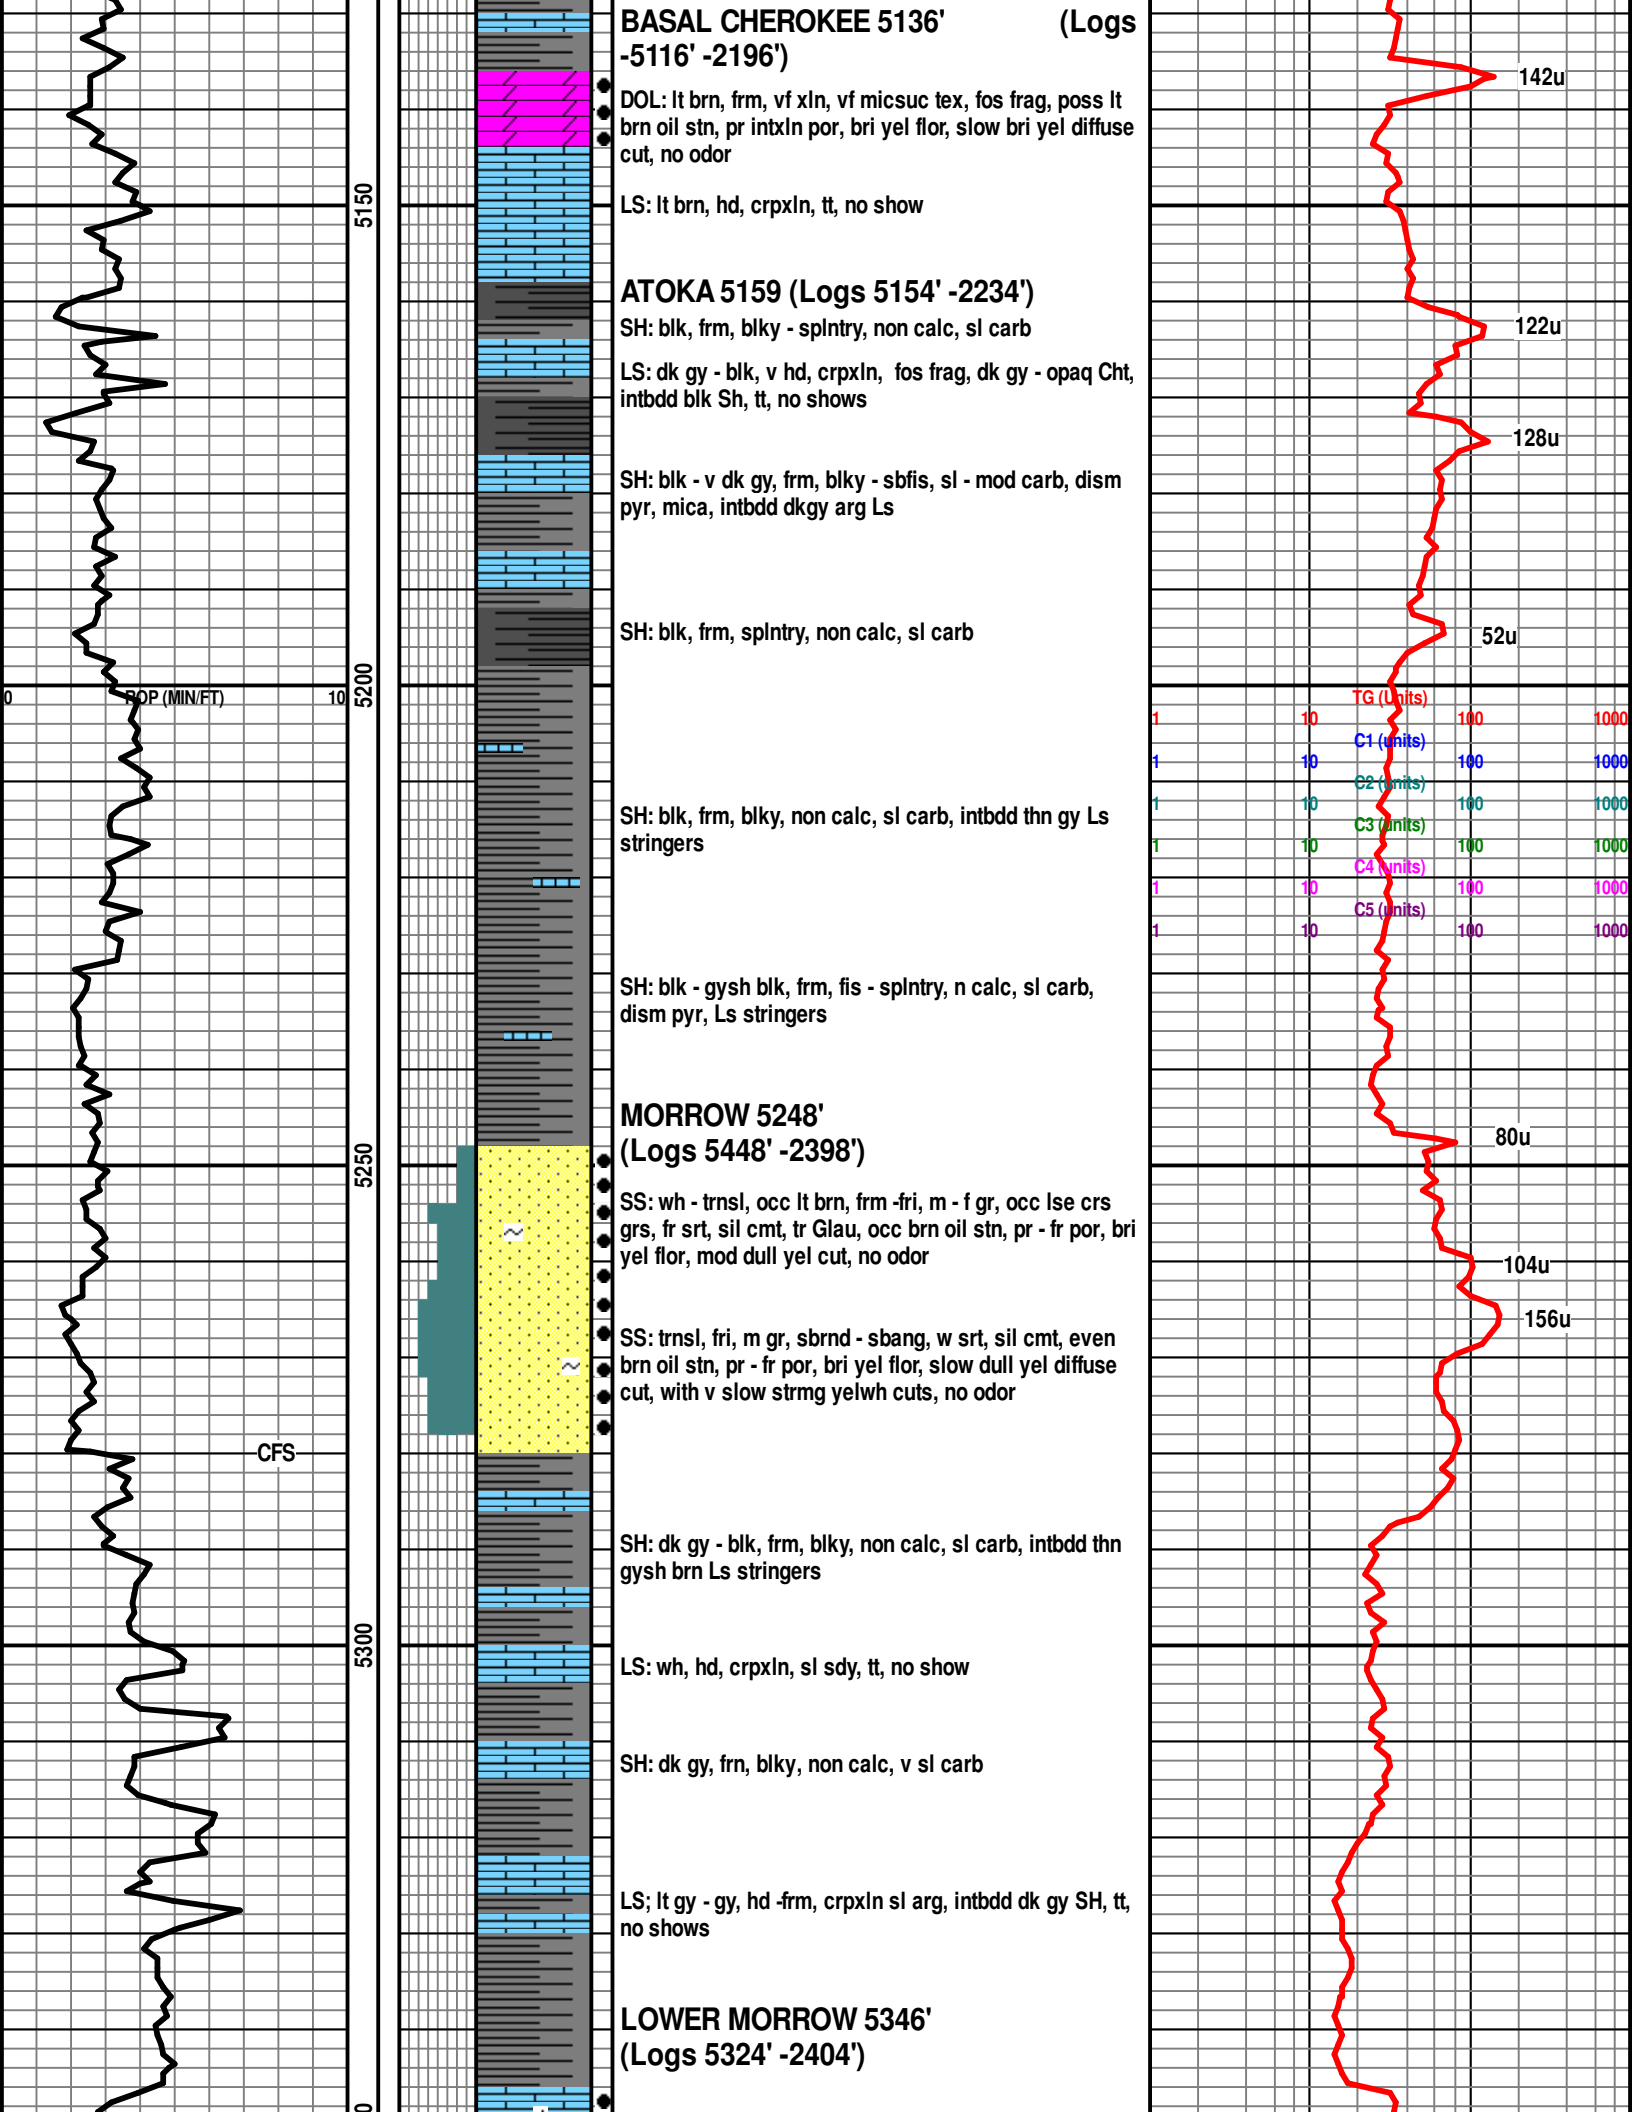 BASAL CHEROKEE 5136' (Logs
-5116' -2196')
142u
DOL: lt brn, frm, vf xln, vf micsuc tex, fos frag, poss lt
brn oil stn, pr intxln por, bri yel flor, slow bri yel diffuse
cut, no odor
5150
LS: lt brn, hd, crpxln, tt, no show
ATOKA 5159 (Logs 5154' -2234')
SH: blk, frm, blky - splntry, non calc, sl carb
122u
LS: dk gy - blk, v hd, crpxln, fos frag, dk gy - opaq Cht,
intbdd blk Sh, tt, no shows
128u
SH: blk - v dk gy, frm, blky - sbfis, sl - mod carb, dism
pyr, mica, intbdd dkgy arg Ls
SH: blk, frm, splntry, non calc, sl carb
52u
5200
0 ROP (MIN/FT) 10
TG (Units)
1 10 100 1000
C1 (units)
1 10 100 1000
C2 (units)
1 10 100 1000
C3 (units)
1 10 100 1000
C4 (units)
1 10 100 1000
C5 (units)
1 10 100 1000
SH: blk, frm, blky, non calc, sl carb, intbdd thn gy Ls
stringers
SH: blk - gysh blk, frm, fis - splntry, n calc, sl carb,
dism pyr, Ls stringers
MORROW 5248'
(Logs 5448' -2398')
80u
5250
SS: wh - trnsl, occ lt brn, frm -fri, m - f gr, occ lse crs
grs, fr srt, sil cmt, tr Glau, occ brn oil stn, pr - fr por, bri
yel flor, mod dull yel cut, no odor
104u
156u
SS: trnsl, fri, m gr, sbrnd - sbang, w srt, sil cmt, even
brn oil stn, pr - fr por, bri yel flor, slow dull yel diffuse
cut, with v slow strmg yelwh cuts, no odor
CFS
SH: dk gy - blk, frm, blky, non calc, sl carb, intbdd thn
gysh brn Ls stringers
5300
LS: wh, hd, crpxln, sl sdy, tt, no show
SH: dk gy, frn, blky, non calc, v sl carb
LS; lt gy - gy, hd -frm, crpxln sl arg, intbdd dk gy SH, tt,
no shows
LOWER MORROW 5346'
(Logs 5324' -2404')